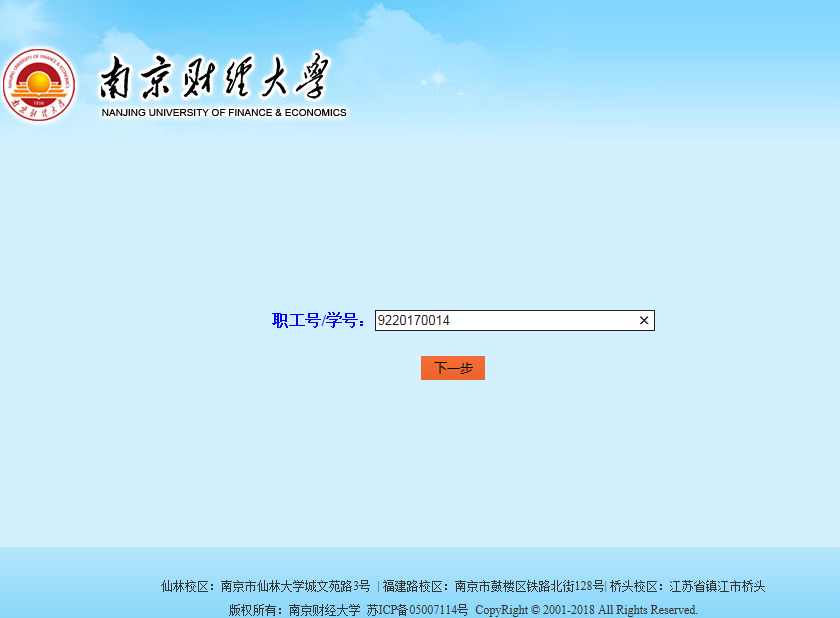 南京财经大学
NANJING UNIVERSITY OF FINANCE & ECONOMICS
职工号/学号： 9220170014 ×
下一步
仙林校区：南京市仙林大学城文苑路3号 | 福建路校区：南京市鼓楼区铁路北街128号| 桥头校区：江苏省镇江市桥头
版权所有：南京财经大学 苏ICP备05007114号 CopyRight © 2001-2018 All Rights Reserved.